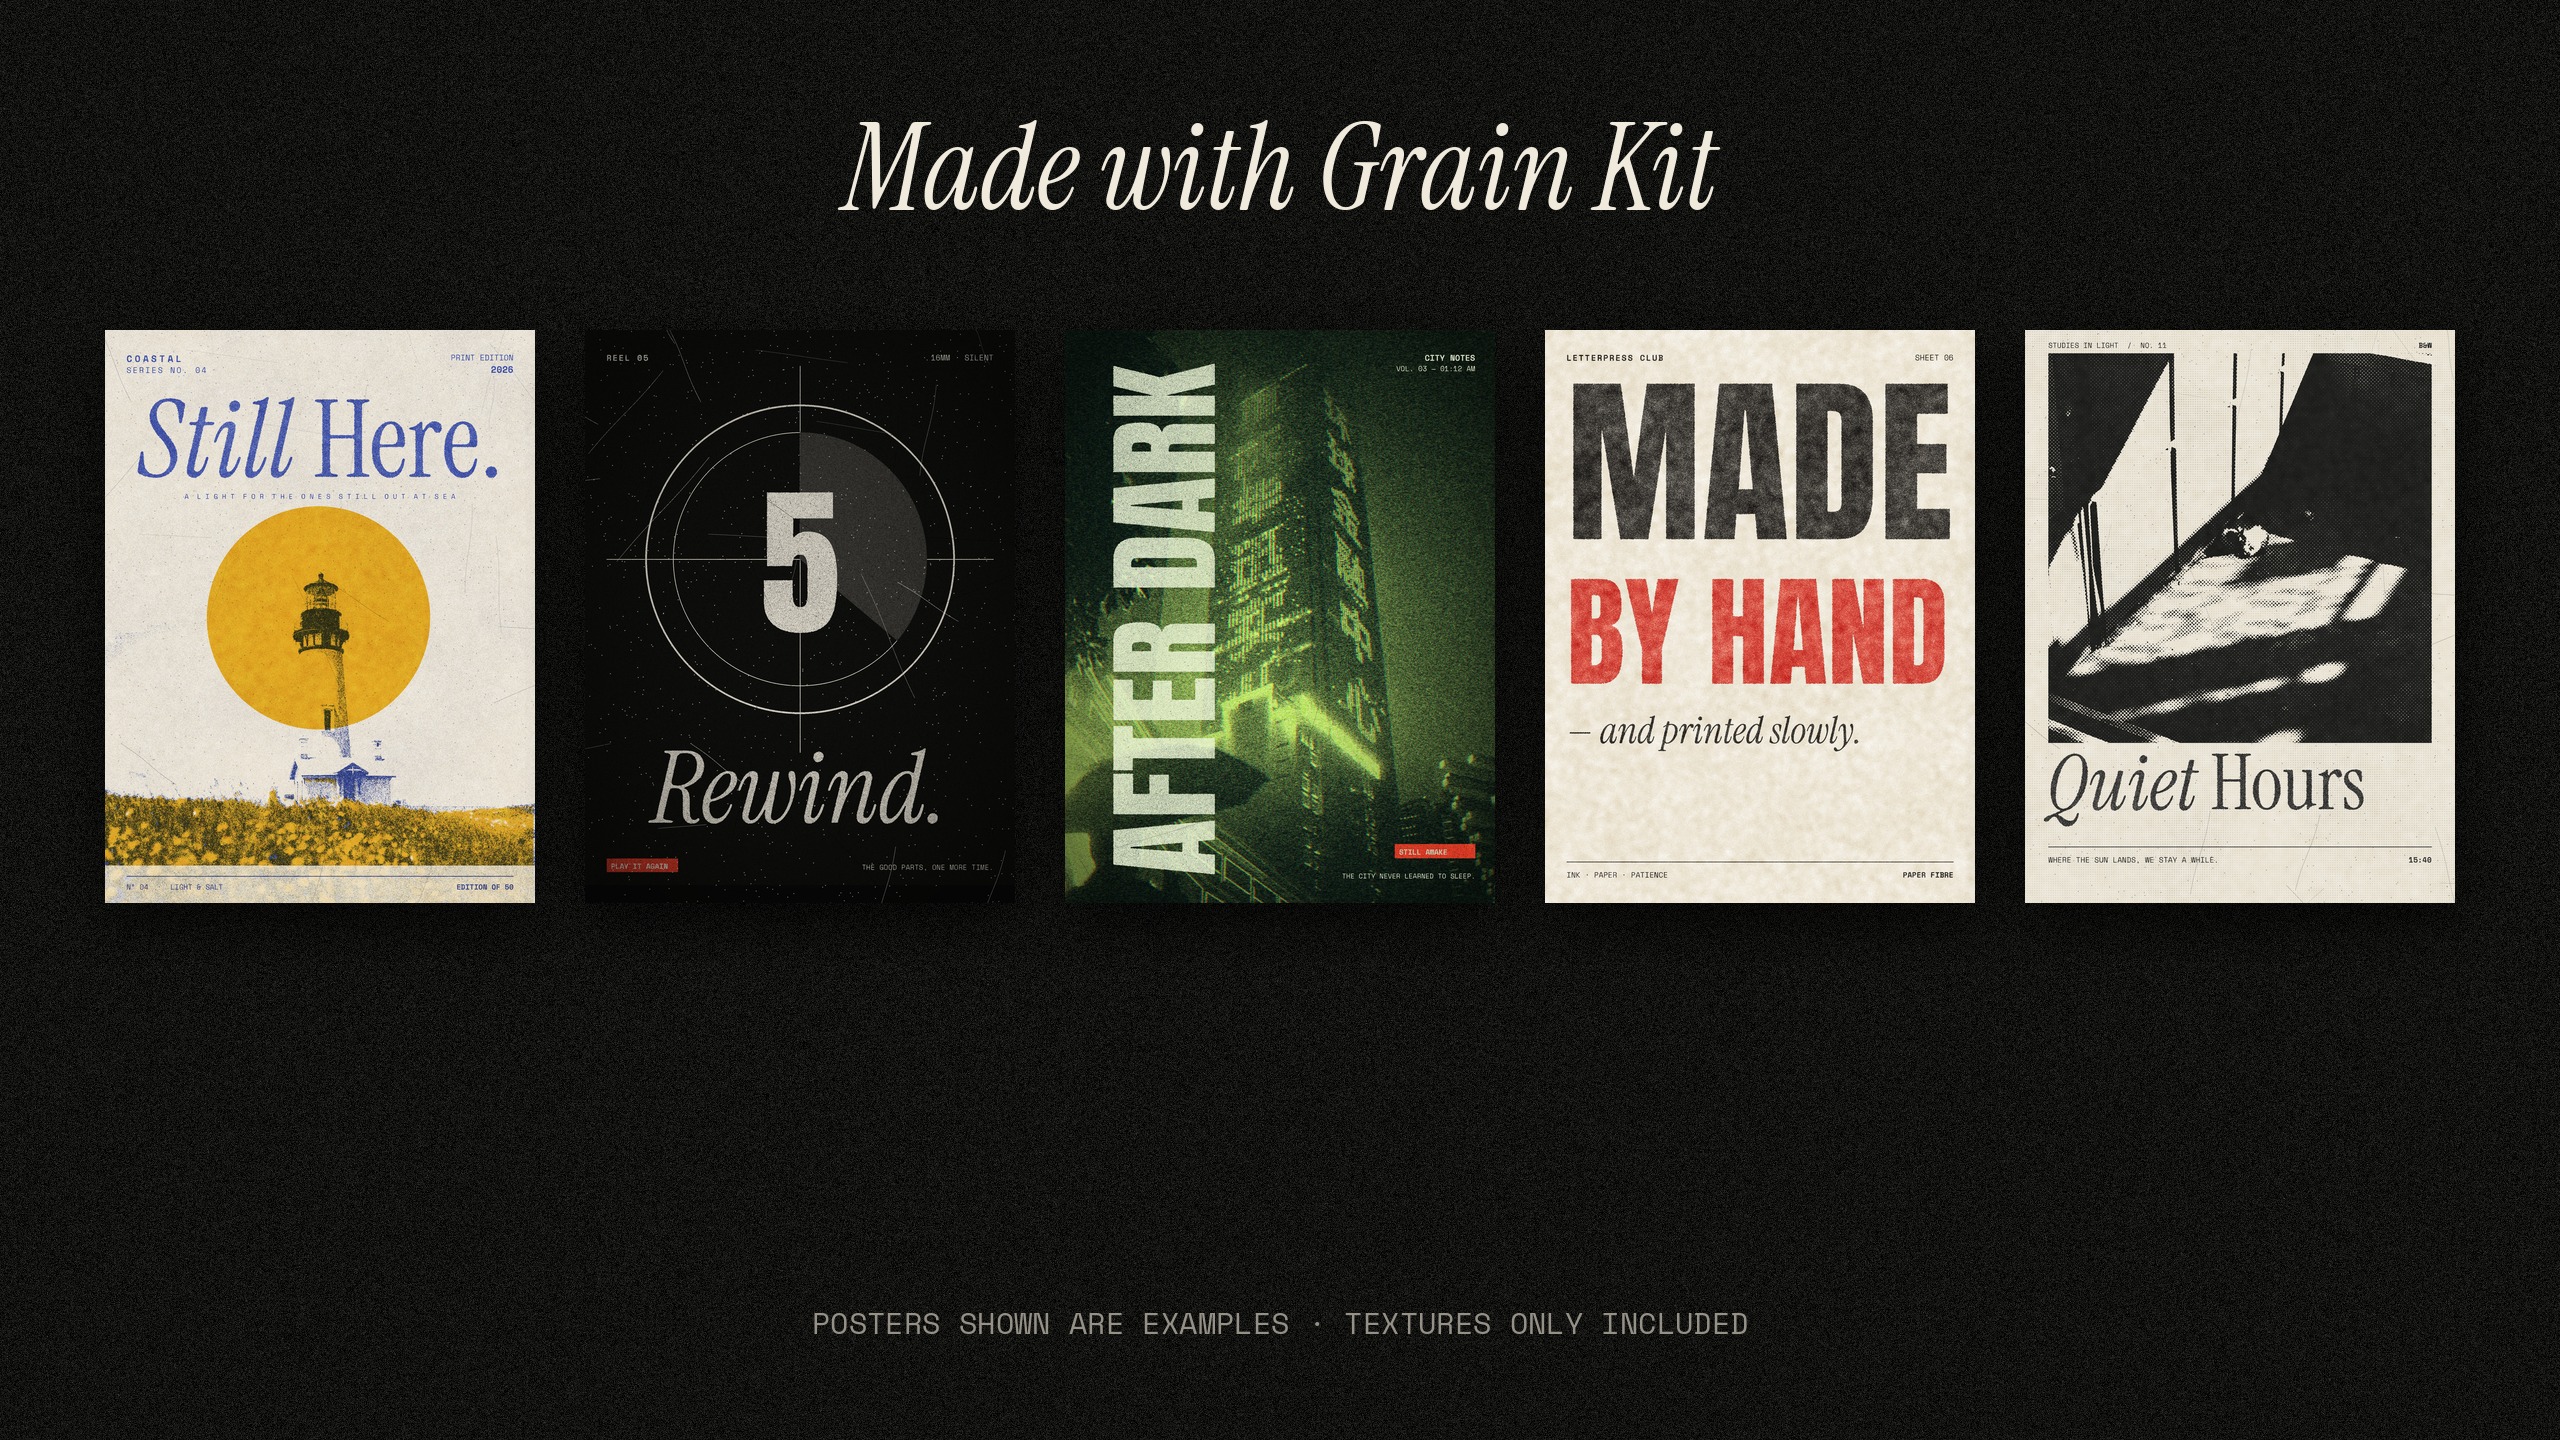 Made with Grain Kit
COASTAL
SERIES NO. 04
PRINT EDITION
2026
Still Here.
A LIGHT FOR THE ONES STILL OUT AT SEA
N° 04 LIGHT & SALT
EDITION OF 50
REEL 05
16MM · SILENT
5
Rewind.
PLAY IT AGAIN
THE GOOD PARTS, ONE MORE TIME.
CITY NOTES
VOL. 03 — 01:12 AM
AFTER DARK
STILL AWAKE
THE CITY NEVER LEARNED TO SLEEP.
LETTERPRESS CLUB
SHEET 06
MADE
BY HAND
— and printed slowly.
INK · PAPER · PATIENCE
PAPER FIBRE
STUDIES IN LIGHT / NO. 11
B&W
Quiet Hours
WHERE THE SUN LANDS, WE STAY A WHILE.
15:40
POSTERS SHOWN ARE EXAMPLES · TEXTURES ONLY INCLUDED